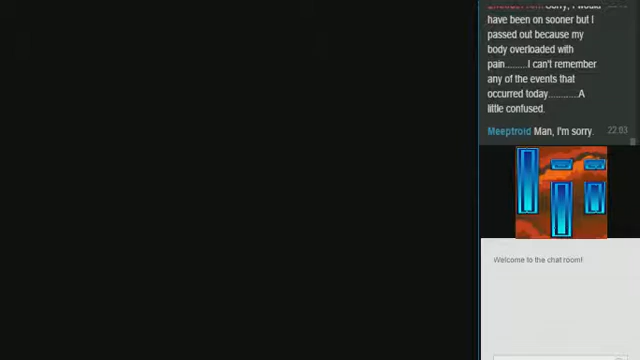 Sorry, I would
have been on sooner but I
passed out because my
body overloaded with
pain.........I can't remember
any of the events that
occurred today............A
little confused.
Meeptroid Man, I'm sorry. 22:03
Welcome to the chat room!